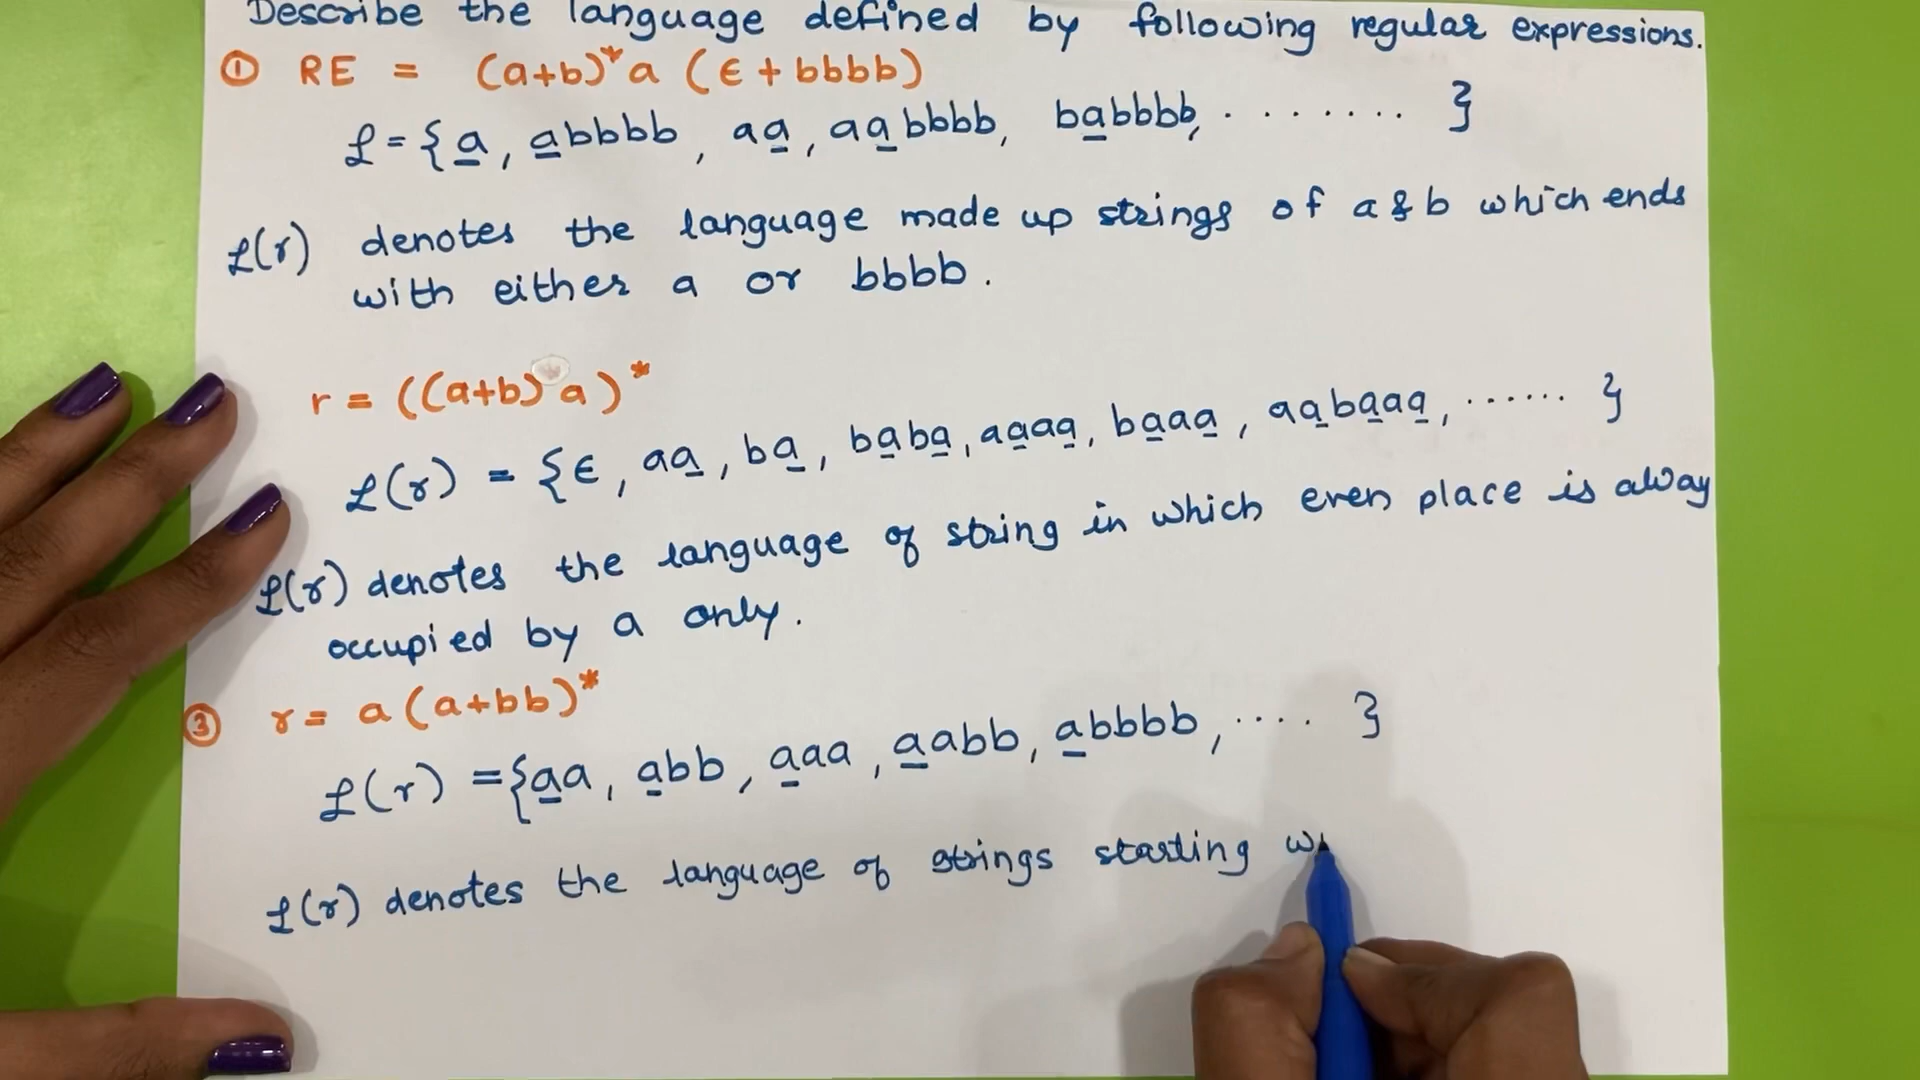 Describe the language defined by following regular expressions.
① RE = (a+b)*a (ϵ + bbbb)
L = {a, abbbb, aa, aabbbb, babbbb, ........ }
L(r) denotes the language made up strings of a & b which ends
with either a or bbbb.
r = ((a+b) a)*
L(r) = {ϵ, aa, ba, baba, aaaa, baaa, aabaaa, ...... }
L(r) denotes the language of string in which even place is alway
occupied by a only.
③ r = a (a+bb)*
L(r) = {aa, abb, aaa, aabb, abbbb, .... }
L(r) denotes the language of strings starting w